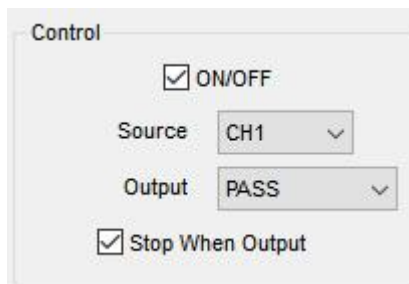 Control
ON/OFF
Source CH1
Output PASS
Stop When Output